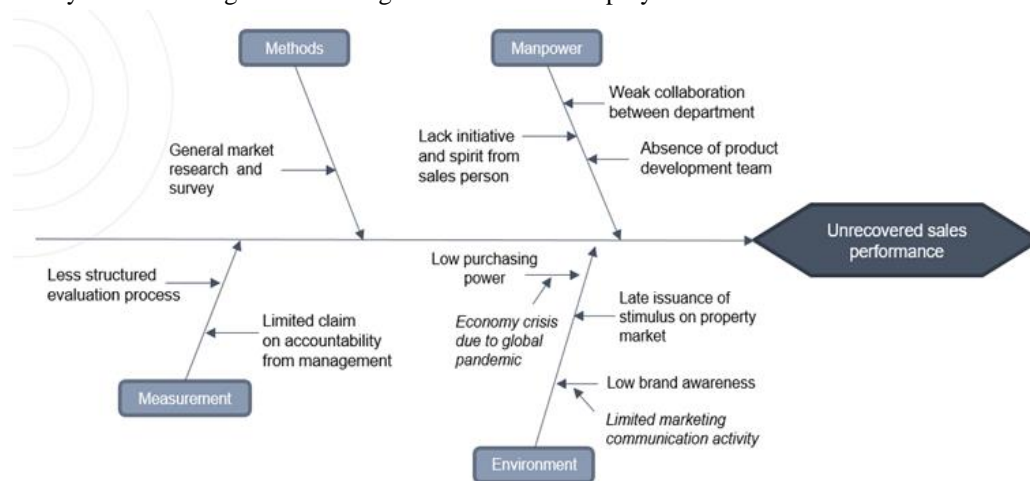 Methods
Manpower
Weak collaboration
between department
Lack initiative
and spirit from
sales person
Absence of product
development team
General market
research and
survey
Unrecovered sales
performance
Less structured
evaluation process
Limited claim
on accountability
from management
Measurement
Low purchasing
power
Economy crisis
due to global
pandemic
Late issuance of
stimulus on property
market
Low brand awareness
Limited marketing
communication activity
Environment